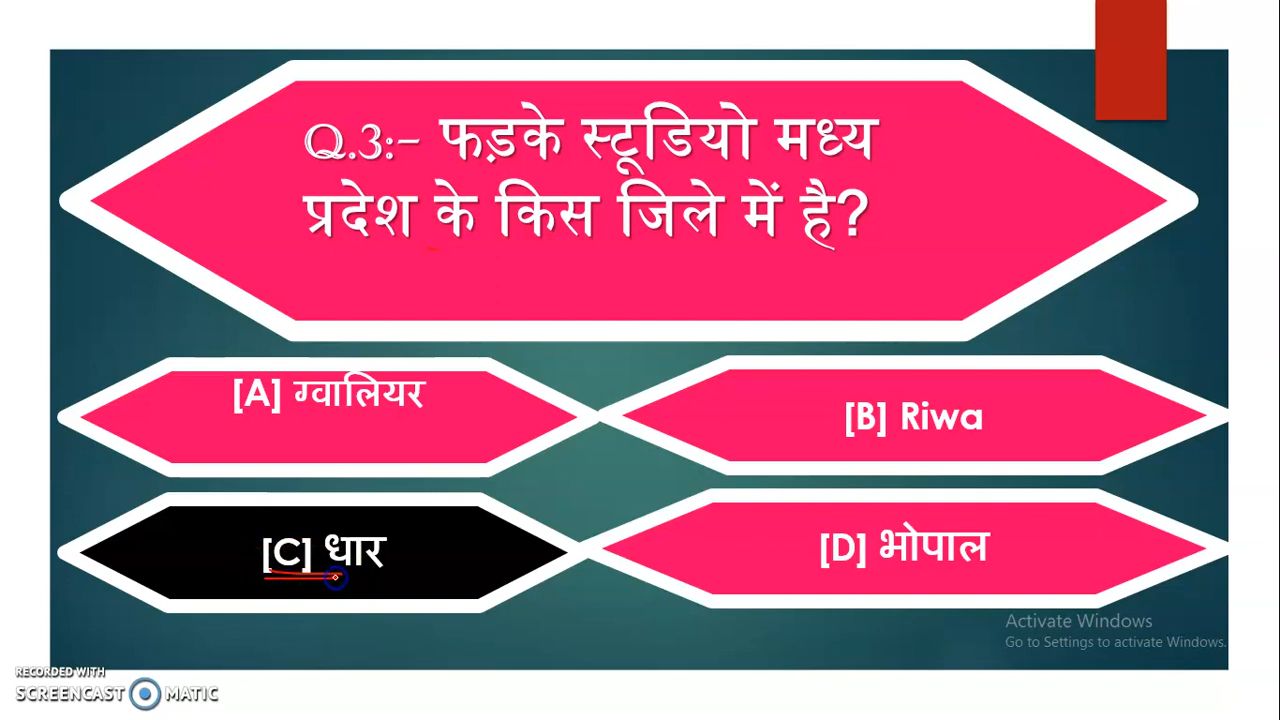 Q.3:- फड़के स्टूडियो मध्य
प्रदेश के किस जिले में है?
[A] ग्वालियर
[B] Riwa
[C] धार
[D] भोपाल
Activate Windows
Go to Settings to activate Windows.
RECORDED WITH
SCREENCAST MATIC